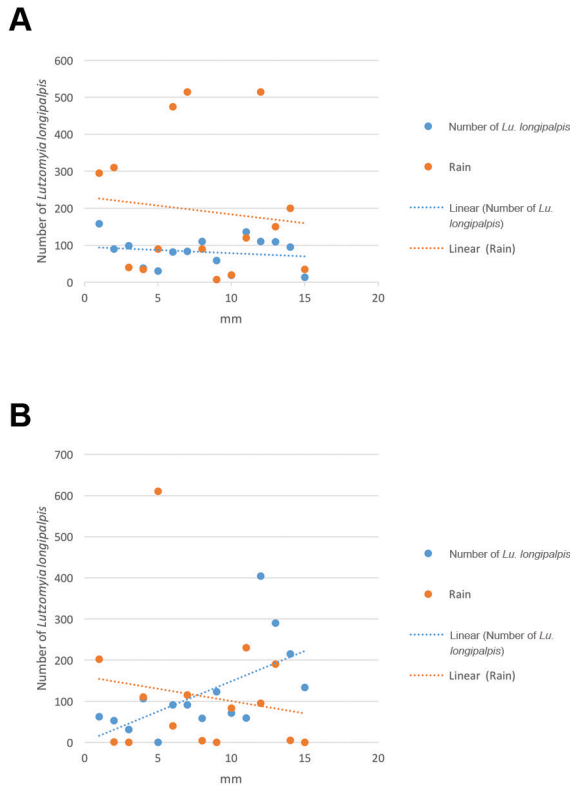 A
600
500
400
300
200
100
0
0 5 10 15 20
mm
Number of Lutzomyia longipalpis
Number of Lu. longipalpis
Rain
Linear (Number of Lu.
longipalpis)
Linear (Rain)
B
700
600
500
400
300
200
100
0
0 5 10 15 20
mm
Number of Lutzomyia longipalpis
Number of Lu. longipalpis
Rain
Linear (Number of Lu.
longipalpis)
Linear (Rain)